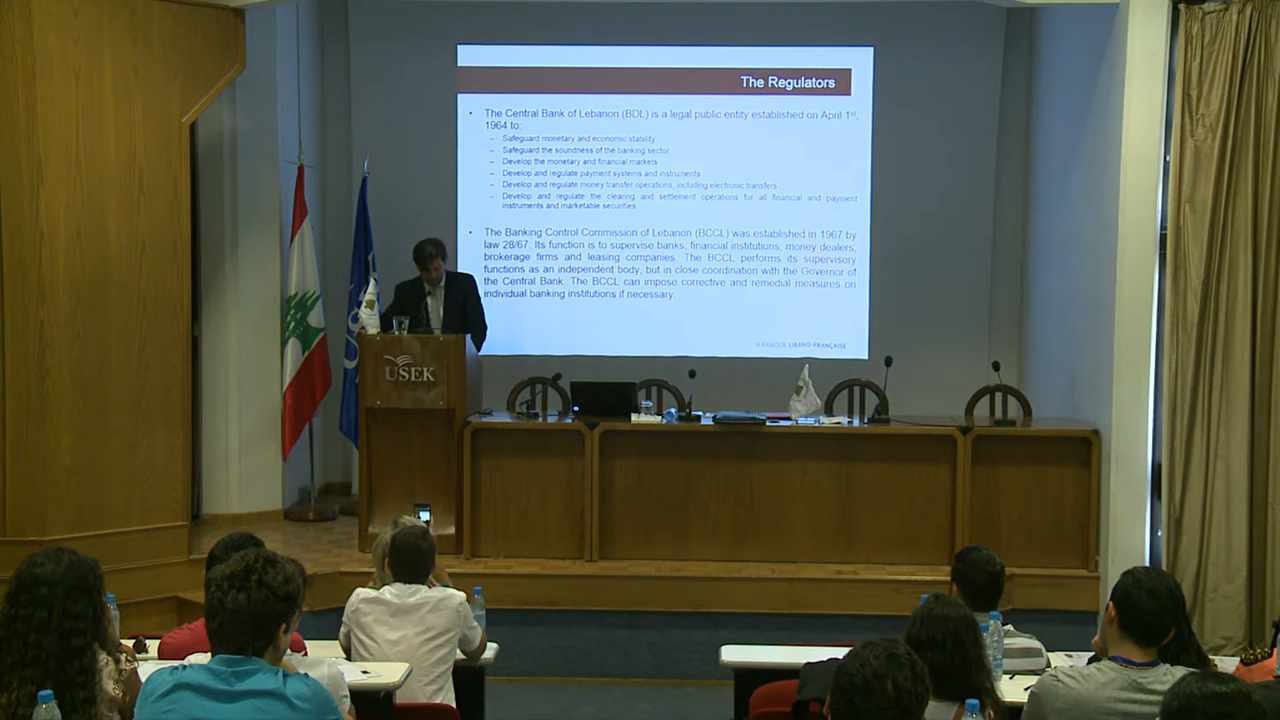 The Regulators
• The Central Bank of Lebanon (BDL) is a legal public entity established on April 1st,
1964 to:
– Safeguard monetary and economic stability
– Safeguard the soundness of the banking sector
– Develop the monetary and financial markets
– Develop and regulate payment systems and instruments
– Develop and regulate money transfer operations, including electronic transfers
– Develop and regulate the clearing and settlement operations for all financial and payment
instruments and marketable securities
• The Banking Control Commission of Lebanon (BCCL) was established in 1967 by
law 28/67. Its function is to supervise banks, financial institutions, money dealers,
brokerage firms and leasing companies. The BCCL performs its supervisory
functions as an independent body, but in close coordination with the Governor of
the Central Bank. The BCCL can impose corrective and remedial measures on
individual banking institutions if necessary
BANQUE LIBANO-FRANÇAISE
USEK